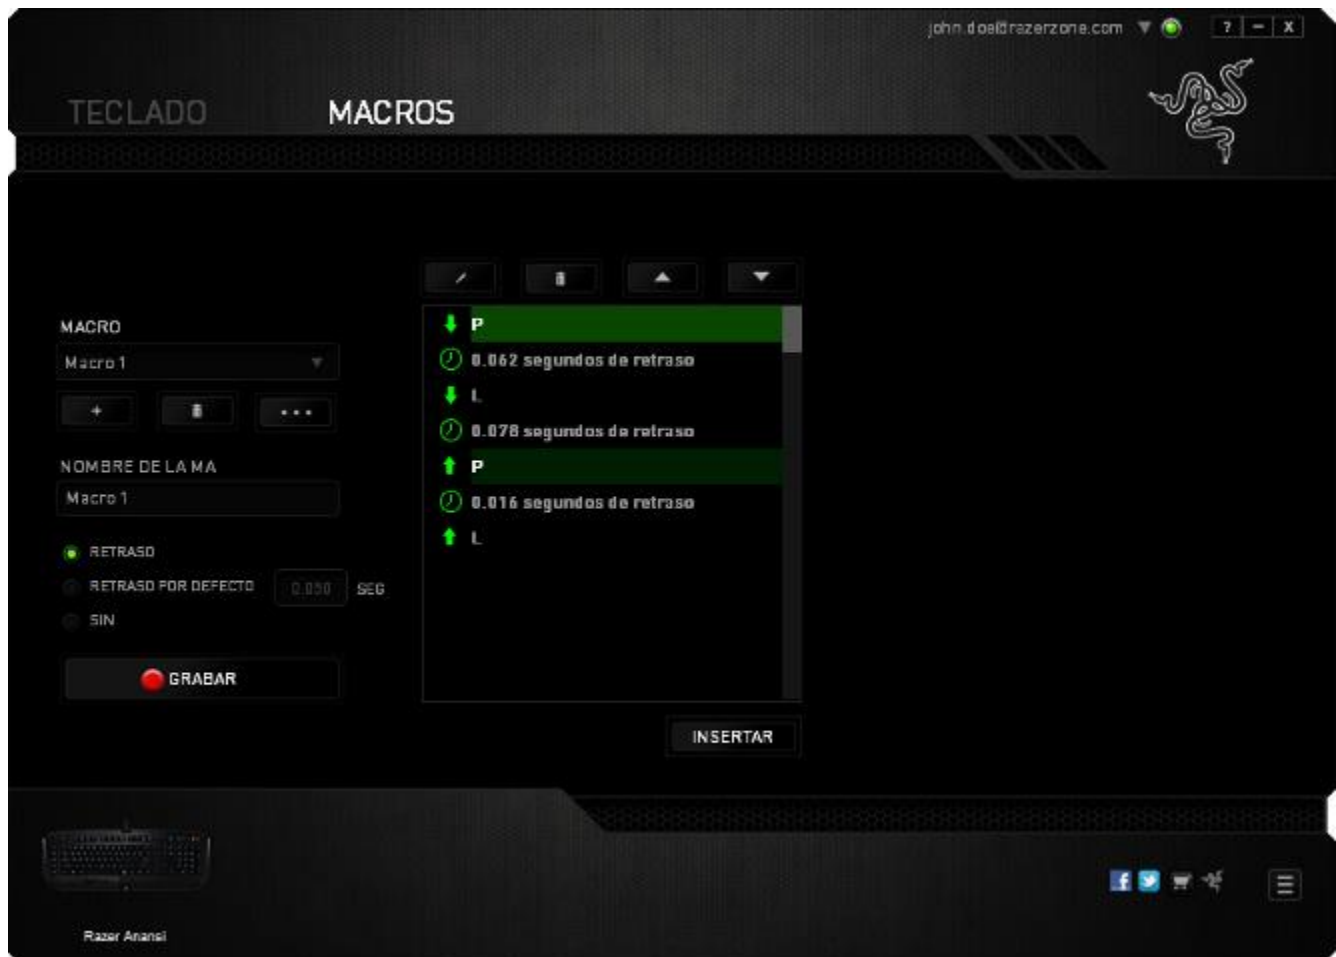 john.doe@razerzone.com
? – X
TECLADO
MACROS
MACRO
Macro 1
NOMBRE DE LA MA
Macro 1
RETRASO
RETRASO POR DEFECTO 0.050 SEG
SIN
GRABAR
P
0.062 segundos de retraso
L
0.078 segundos de retraso
P
0.016 segundos de retraso
L
INSERTAR
Razer Anansi